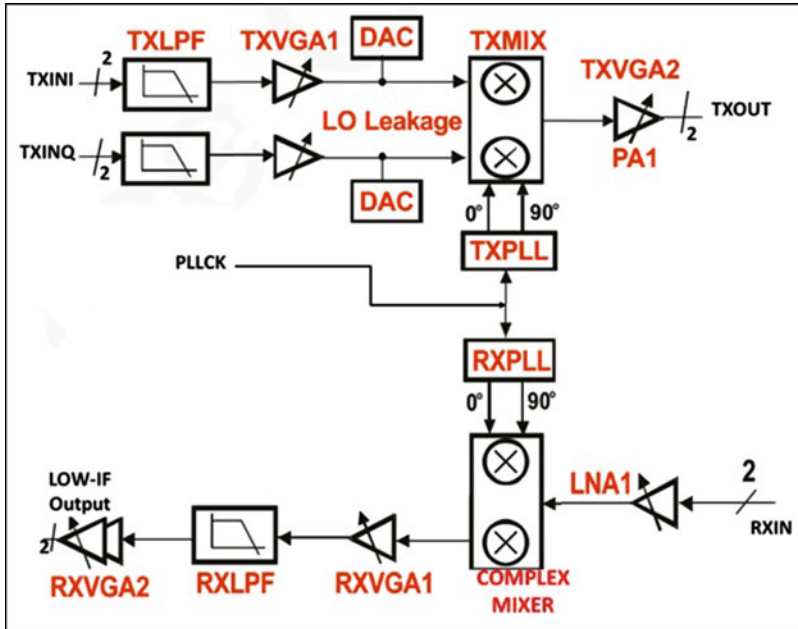 TXLPF
TXVGA1
DAC
TXMIX
TXVGA2
TXINI
2
TXOUT
2
PA1
LO Leakage
TXINQ
2
DAC
0°
90°
TXPLL
PLLCK
RXPLL
0°
90°
LOW-IF
Output
2
RXVGA2
RXLPF
RXVGA1
COMPLEX
MIXER
LNA1
2
RXIN